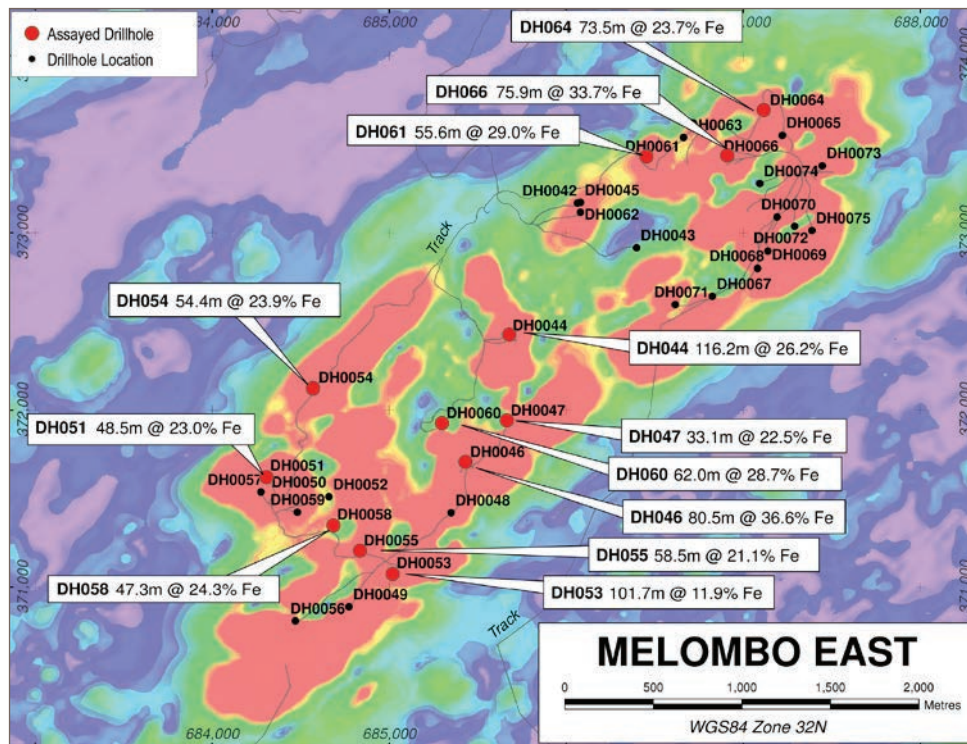 684,000
685,000
688,000
374,000
373,000
372,000
371,000
374,000
373,000
372,000
371,000
684,000
685,000
Assayed Drillhole
Drillhole Location
DH064 73.5m @ 23.7% Fe
DH066 75.9m @ 33.7% Fe
DH061 55.6m @ 29.0% Fe
DH0064
DH0063
DH0065
DH0061
DH0066
DH0073
DH0074
DH0042
DH0045
DH0062
DH0070
DH0075
DH0043
DH0072
DH0068
DH0069
DH0067
DH0071
Track
DH054 54.4m @ 23.9% Fe
DH0044
DH044 116.2m @ 26.2% Fe
DH0054
DH051 48.5m @ 23.0% Fe
DH0060
DH0047
DH047 33.1m @ 22.5% Fe
DH0046
DH060 62.0m @ 28.7% Fe
DH0051
DH0057
DH0050
DH0052
DH0059
DH0048
DH046 80.5m @ 36.6% Fe
DH0058
DH0055
DH055 58.5m @ 21.1% Fe
DH0053
DH058 47.3m @ 24.3% Fe
DH053 101.7m @ 11.9% Fe
DH0049
DH0056
Track
MELOMBO EAST
0 500 1,000 1,500 2,000
Metres
WGS84 Zone 32N